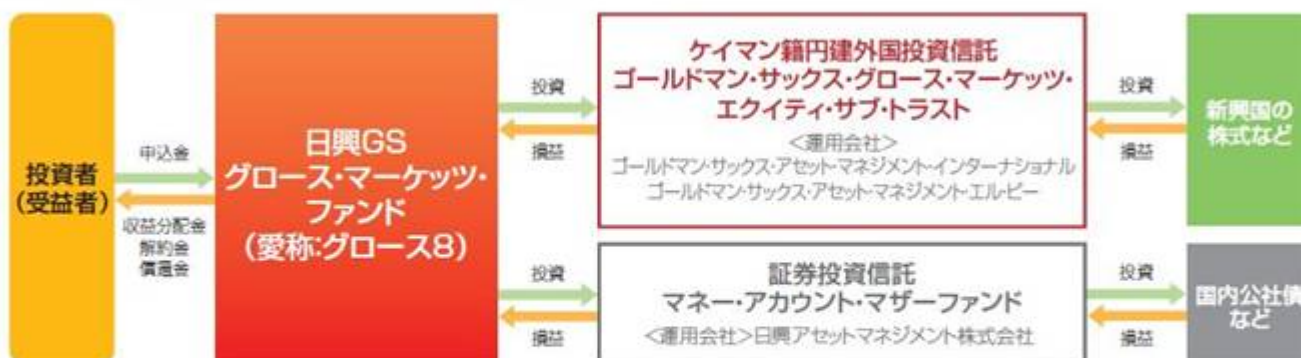 投資者
(受益者)
申込金
収益分配金
解約金
償還金
日興GS
グロース・マーケッツ・
ファンド
(愛称:グロース8)
投資
損益
ケイマン籍円建外国投資信託
ゴールドマン・サックス・グロース・マーケッツ・
エクイティ・サブ・トラスト
<運用会社>
ゴールドマン・サックス・アセット・マネジメント・インターナショナル
ゴールドマン・サックス・アセット・マネジメント・エル・ピー
投資
損益
新興国の
株式など
投資
損益
証券投資信託
マネー・アカウント・マザーファンド
<運用会社>日興アセットマネジメント株式会社
投資
損益
国内公社債
など